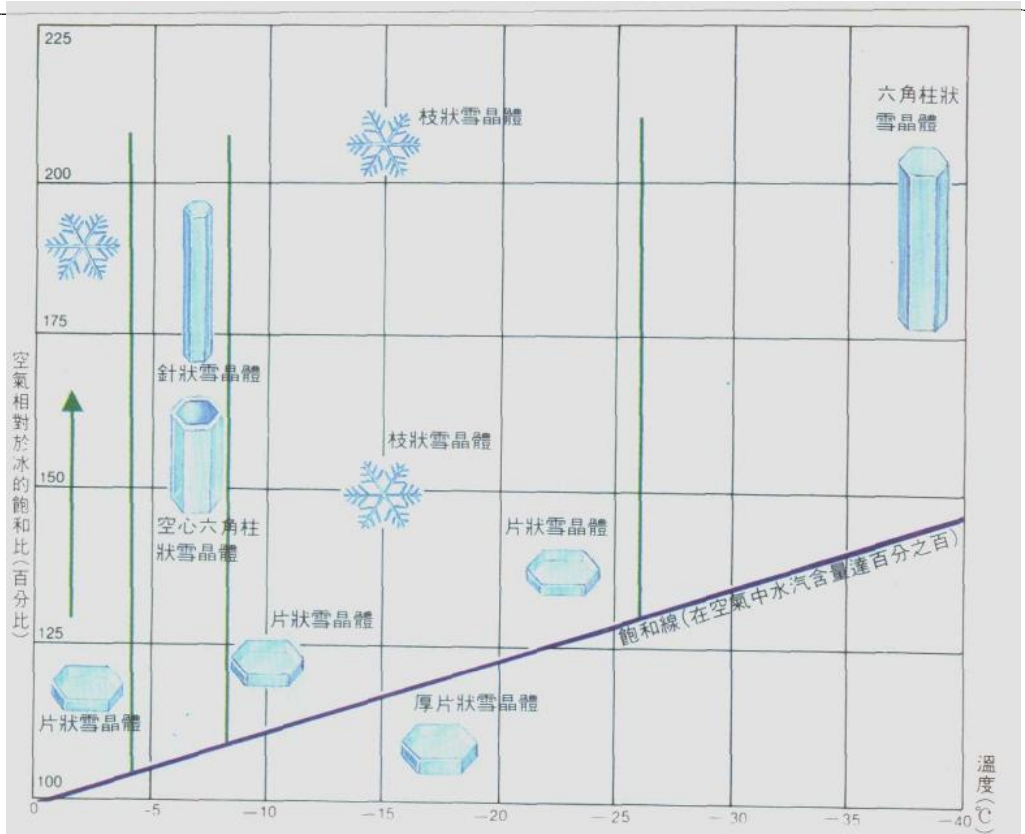 225
枝狀雪晶體
六角柱狀
雪晶體
200
175
針狀雪晶體
枝狀雪晶體
150
空心六角柱
狀雪晶體
片狀雪晶體
飽和線(在空氣中水汽含量達百分之百)
125
片狀雪晶體
片狀雪晶體
厚片狀雪晶體
100
空氣相對於冰的飽和比(百分比)
0
-5
-10
-15
-20
-25
-30
-35
-40
溫度(℃)